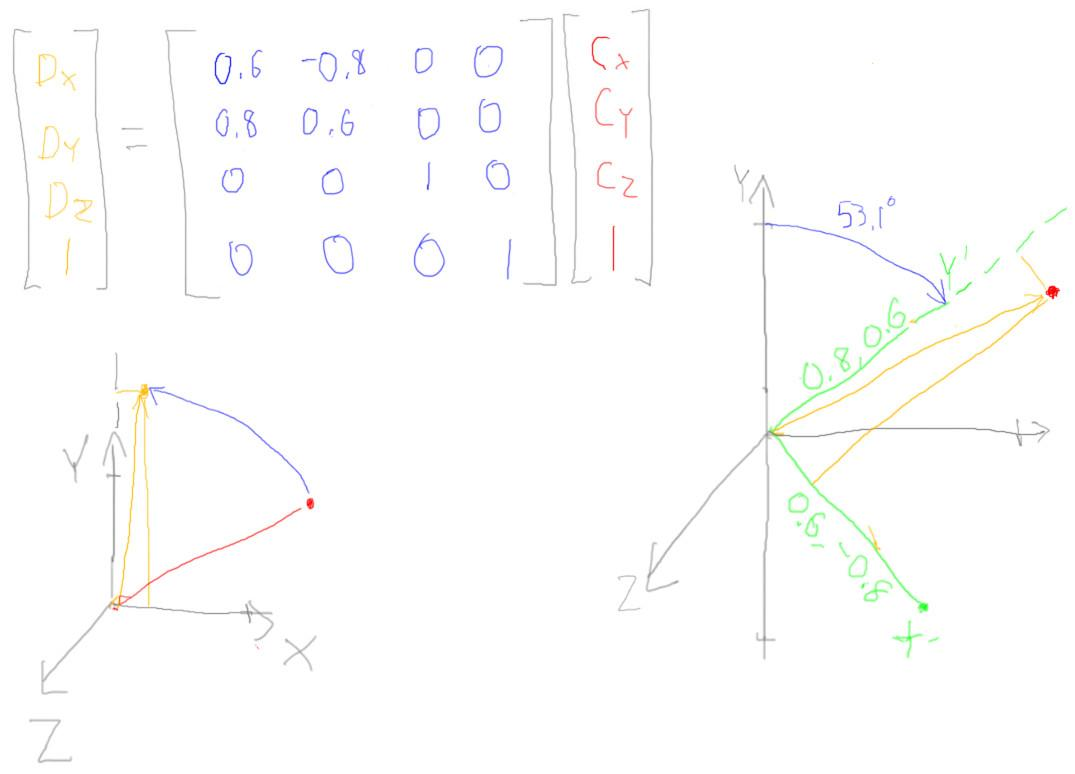 Dx = 0.6 -0.8 0 0 Cx
Dy 0.8 0.6 0 0 Cy
Dz 0 0 1 0 Cz
1 0 0 0 1 1
Y
53.1°
Y'
0.8, 0.6
Z
0.6 -0.8
Y
X
Z